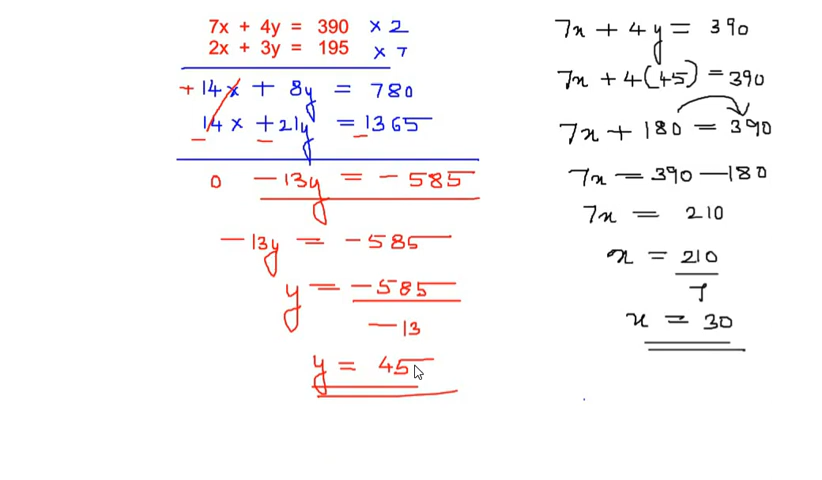 7x + 4y = 390 × 2
2x + 3y = 195 × 7
+14x + 8y = 780
14x + 21y = 1365
− − −
0 −13y = −585
−13y = −585
y = −585
−13
y = 45
7x + 4y = 390
7x + 4(45) = 390
7x + 180 = 390
7x = 390 − 180
7x = 210
x = 210
7
x = 30